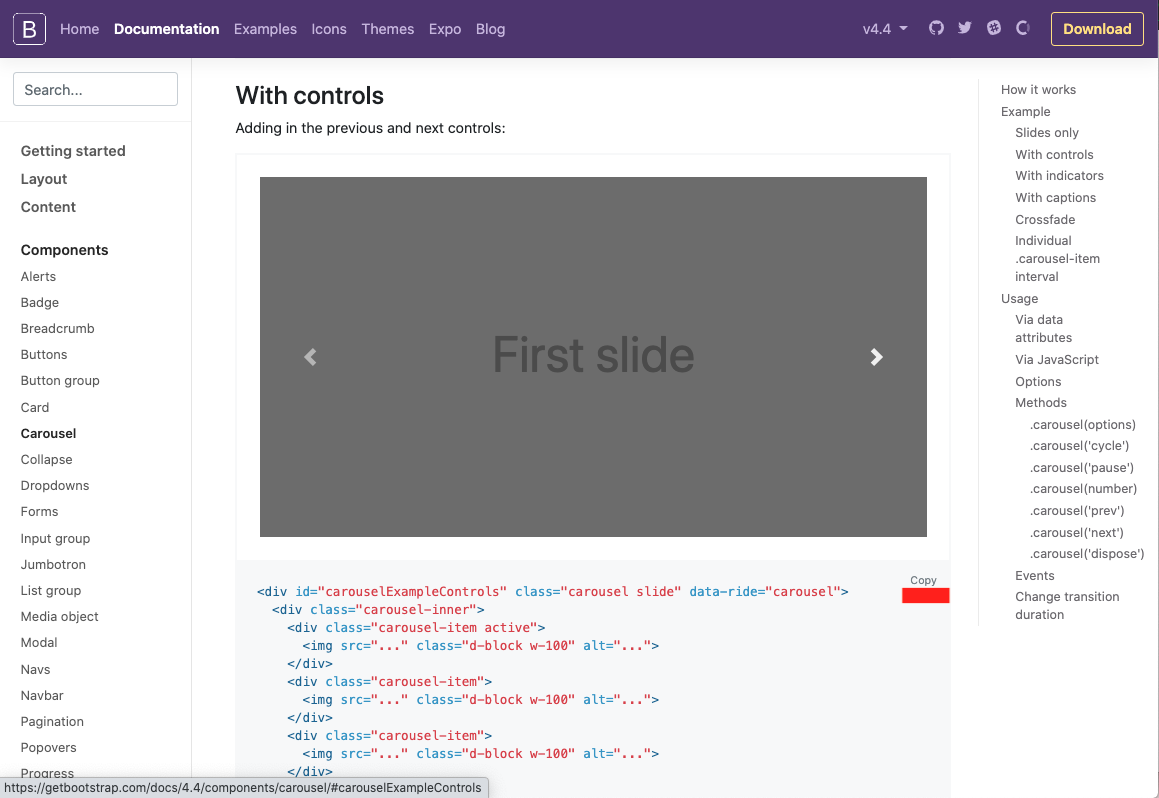 B Home Documentation Examples Icons Themes Expo Blog v4.4 Download
Search...
Getting started
Layout
Content
Components
Alerts
Badge
Breadcrumb
Buttons
Button group
Card
Carousel
Collapse
Dropdowns
Forms
Input group
Jumbotron
List group
Media object
Modal
Navs
Navbar
Pagination
Popovers
Progress
With controls
Adding in the previous and next controls:
First slide
Copy
<div id="carouselExampleControls" class="carousel slide" data-ride="carousel">
<div class="carousel-inner">
<div class="carousel-item active">
<img src="..." class="d-block w-100" alt="...">
</div>
<div class="carousel-item">
<img src="..." class="d-block w-100" alt="...">
</div>
<div class="carousel-item">
<img src="..." class="d-block w-100" alt="...">
</div>
How it works
Example
Slides only
With controls
With indicators
With captions
Crossfade
Individual
.carousel-item
interval
Usage
Via data
attributes
Via JavaScript
Options
Methods
.carousel(options)
.carousel('cycle')
.carousel('pause')
.carousel(number)
.carousel('prev')
.carousel('next')
.carousel('dispose')
Events
Change transition
duration
https://getbootstrap.com/docs/4.4/components/carousel/#carouselExampleControls